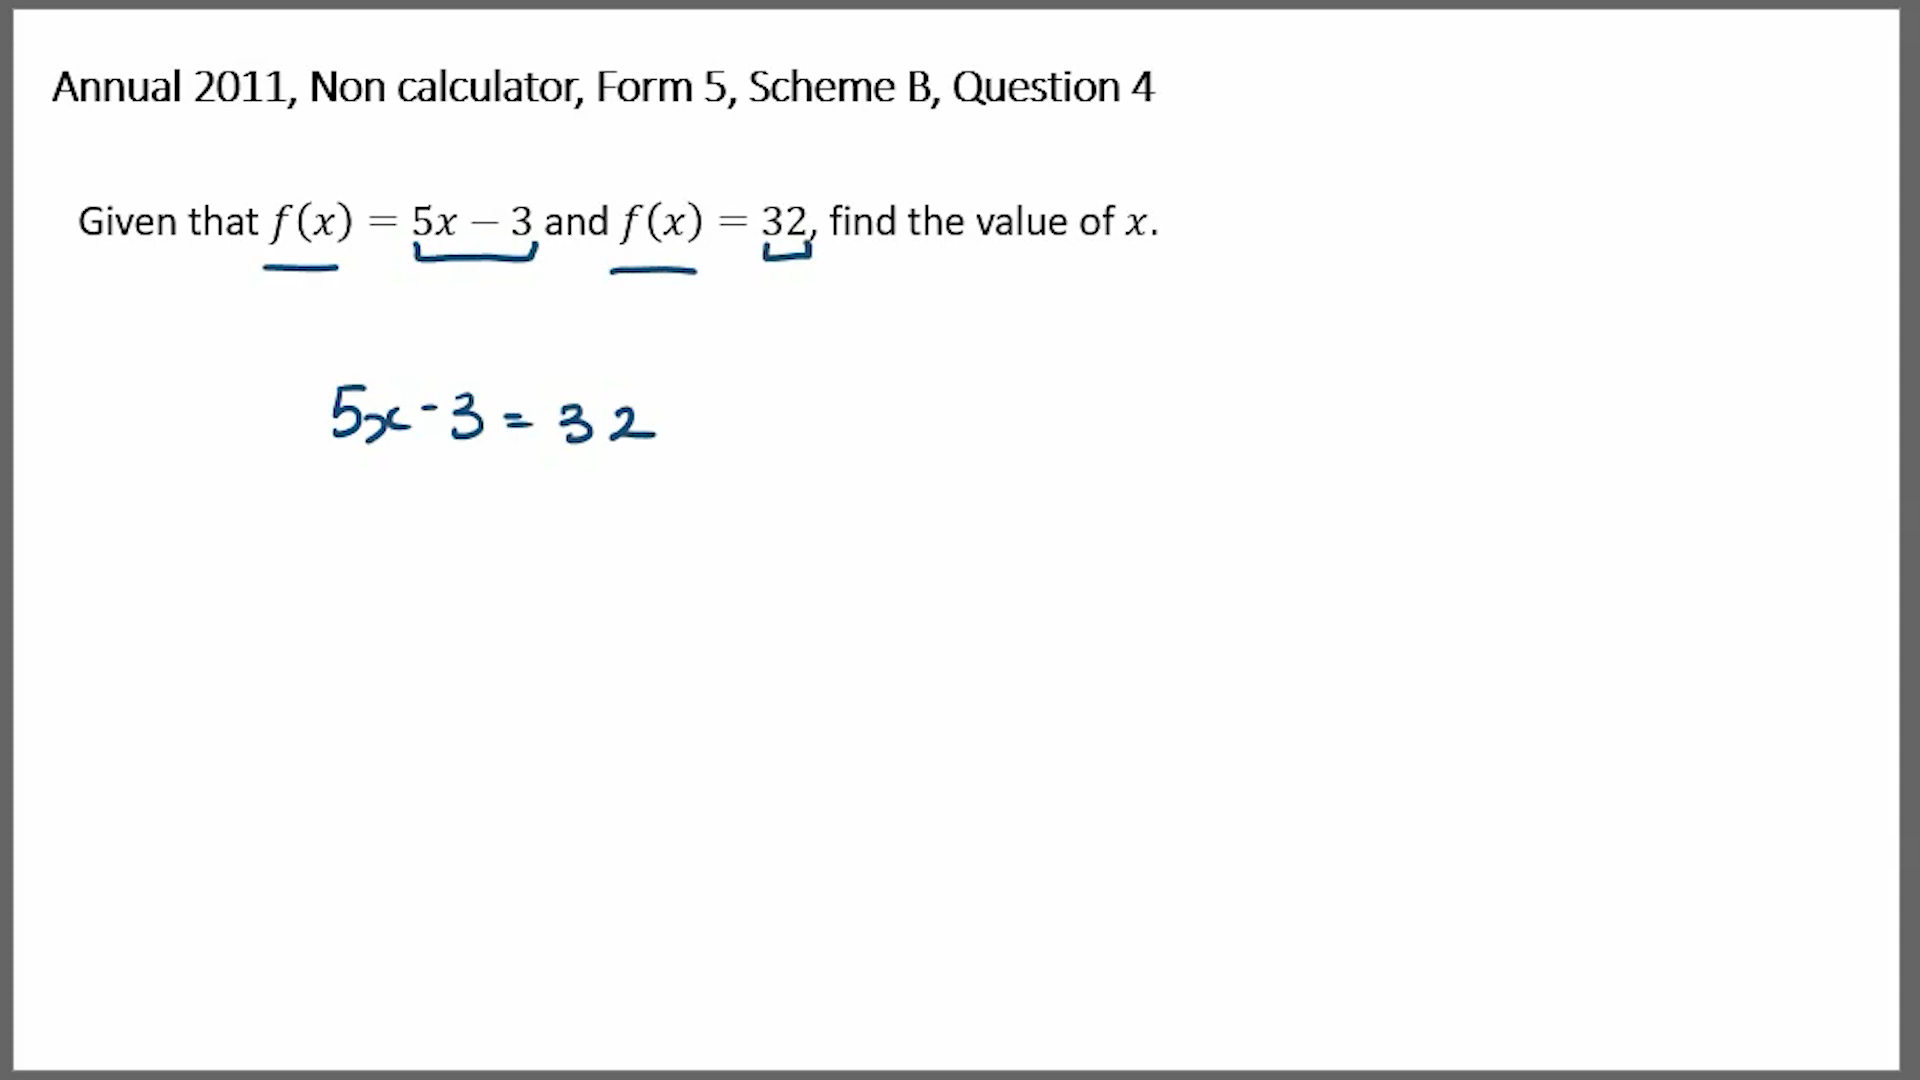 Annual 2011, Non calculator, Form 5, Scheme B, Question 4
Given that f(x) = 5x − 3 and f(x) = 32, find the value of x.
5x - 3 = 32